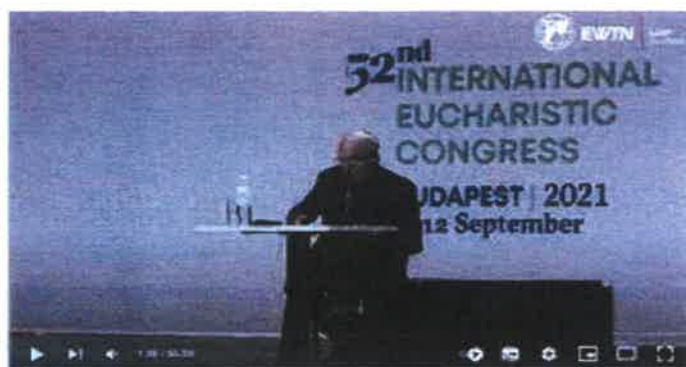 EWTN
52nd
INTERNATIONAL
EUCHARISTIC
CONGRESS
UDAPEST | 2021
12 September